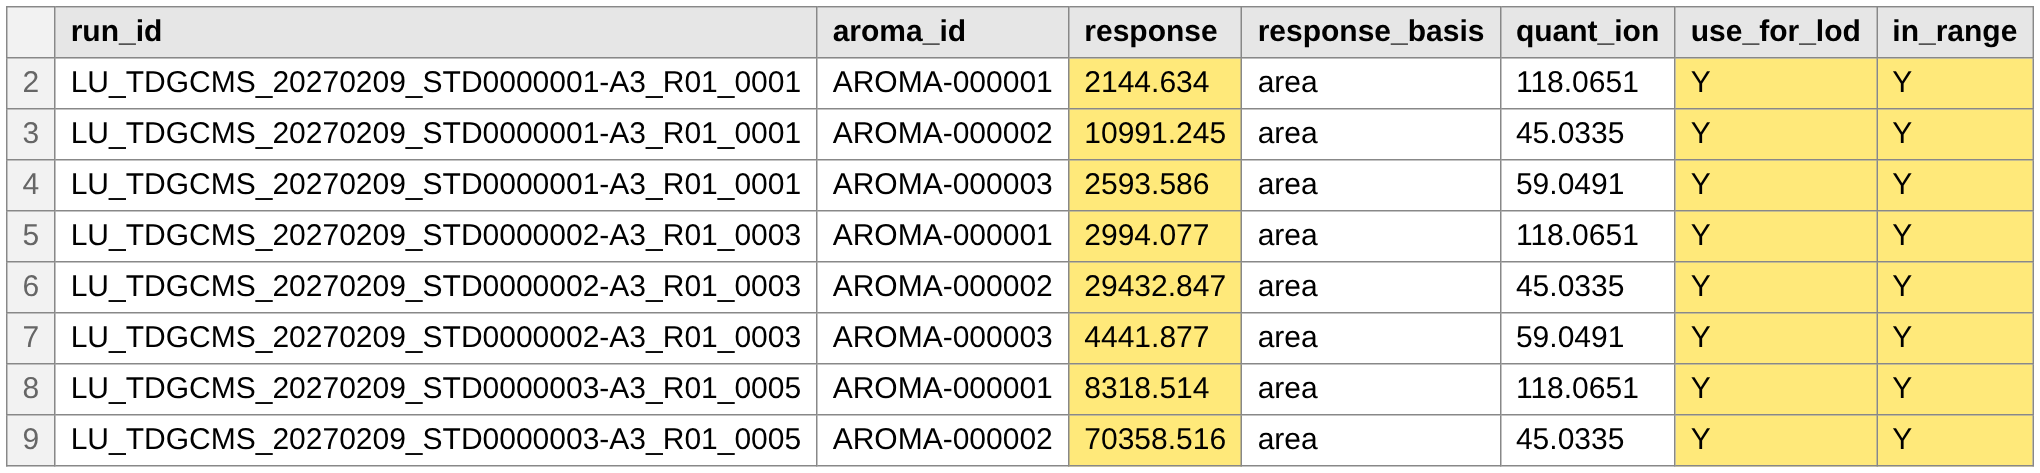 run_id aroma_id response response_basis quant_ion use_for_lod in_range
2 LU_TDGCMS_20270209_STD0000001-A3_R01_0001 AROMA-000001 2144.634 area 118.0651 Y Y
3 LU_TDGCMS_20270209_STD0000001-A3_R01_0001 AROMA-000002 10991.245 area 45.0335 Y Y
4 LU_TDGCMS_20270209_STD0000001-A3_R01_0001 AROMA-000003 2593.586 area 59.0491 Y Y
5 LU_TDGCMS_20270209_STD0000002-A3_R01_0003 AROMA-000001 2994.077 area 118.0651 Y Y
6 LU_TDGCMS_20270209_STD0000002-A3_R01_0003 AROMA-000002 29432.847 area 45.0335 Y Y
7 LU_TDGCMS_20270209_STD0000002-A3_R01_0003 AROMA-000003 4441.877 area 59.0491 Y Y
8 LU_TDGCMS_20270209_STD0000003-A3_R01_0005 AROMA-000001 8318.514 area 118.0651 Y Y
9 LU_TDGCMS_20270209_STD0000003-A3_R01_0005 AROMA-000002 70358.516 area 45.0335 Y Y